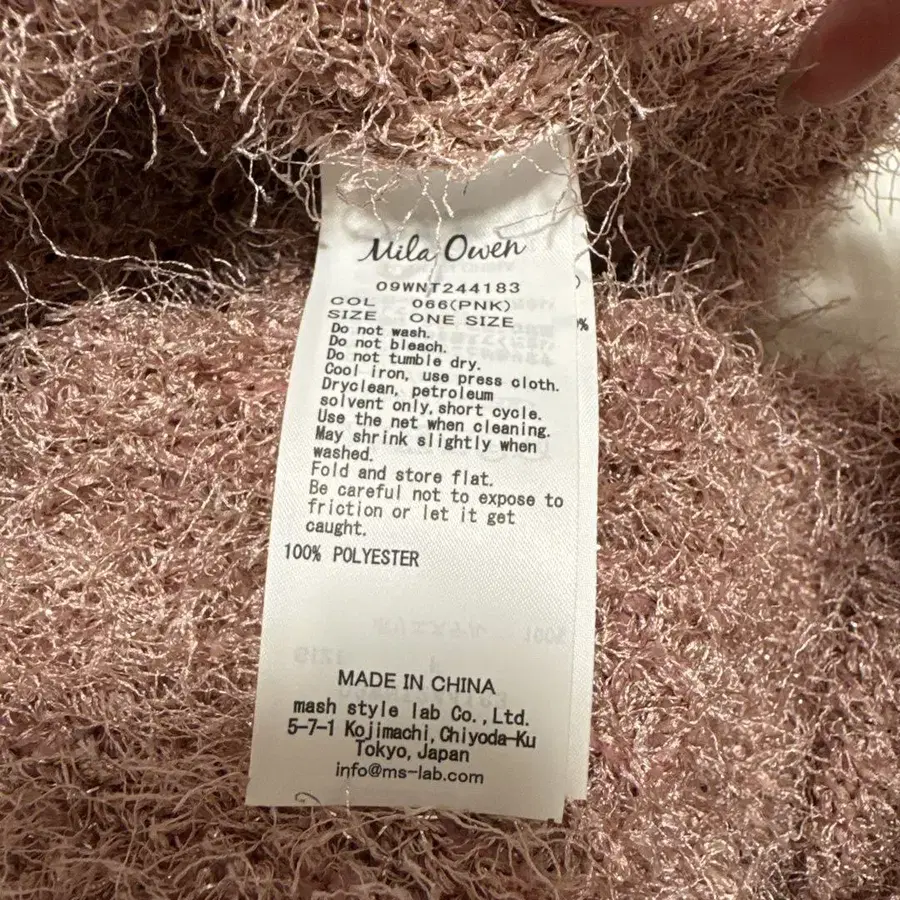 Mila Owen
09WNT244183
COL 066(PNK)
SIZE ONE SIZE
Do not wash.
Do not bleach.
Do not tumble dry.
Cool iron, use press cloth.
Dryclean, petroleum
solvent only, short cycle.
Use the net when cleaning.
May shrink slightly when
washed.
Fold and store flat.
Be careful not to expose to
friction or let it get
caught.
100% POLYESTER
MADE IN CHINA
mash style lab Co., Ltd.
5-7-1 Kojimachi, Chiyoda-Ku
Tokyo, Japan
info@ms-lab.com